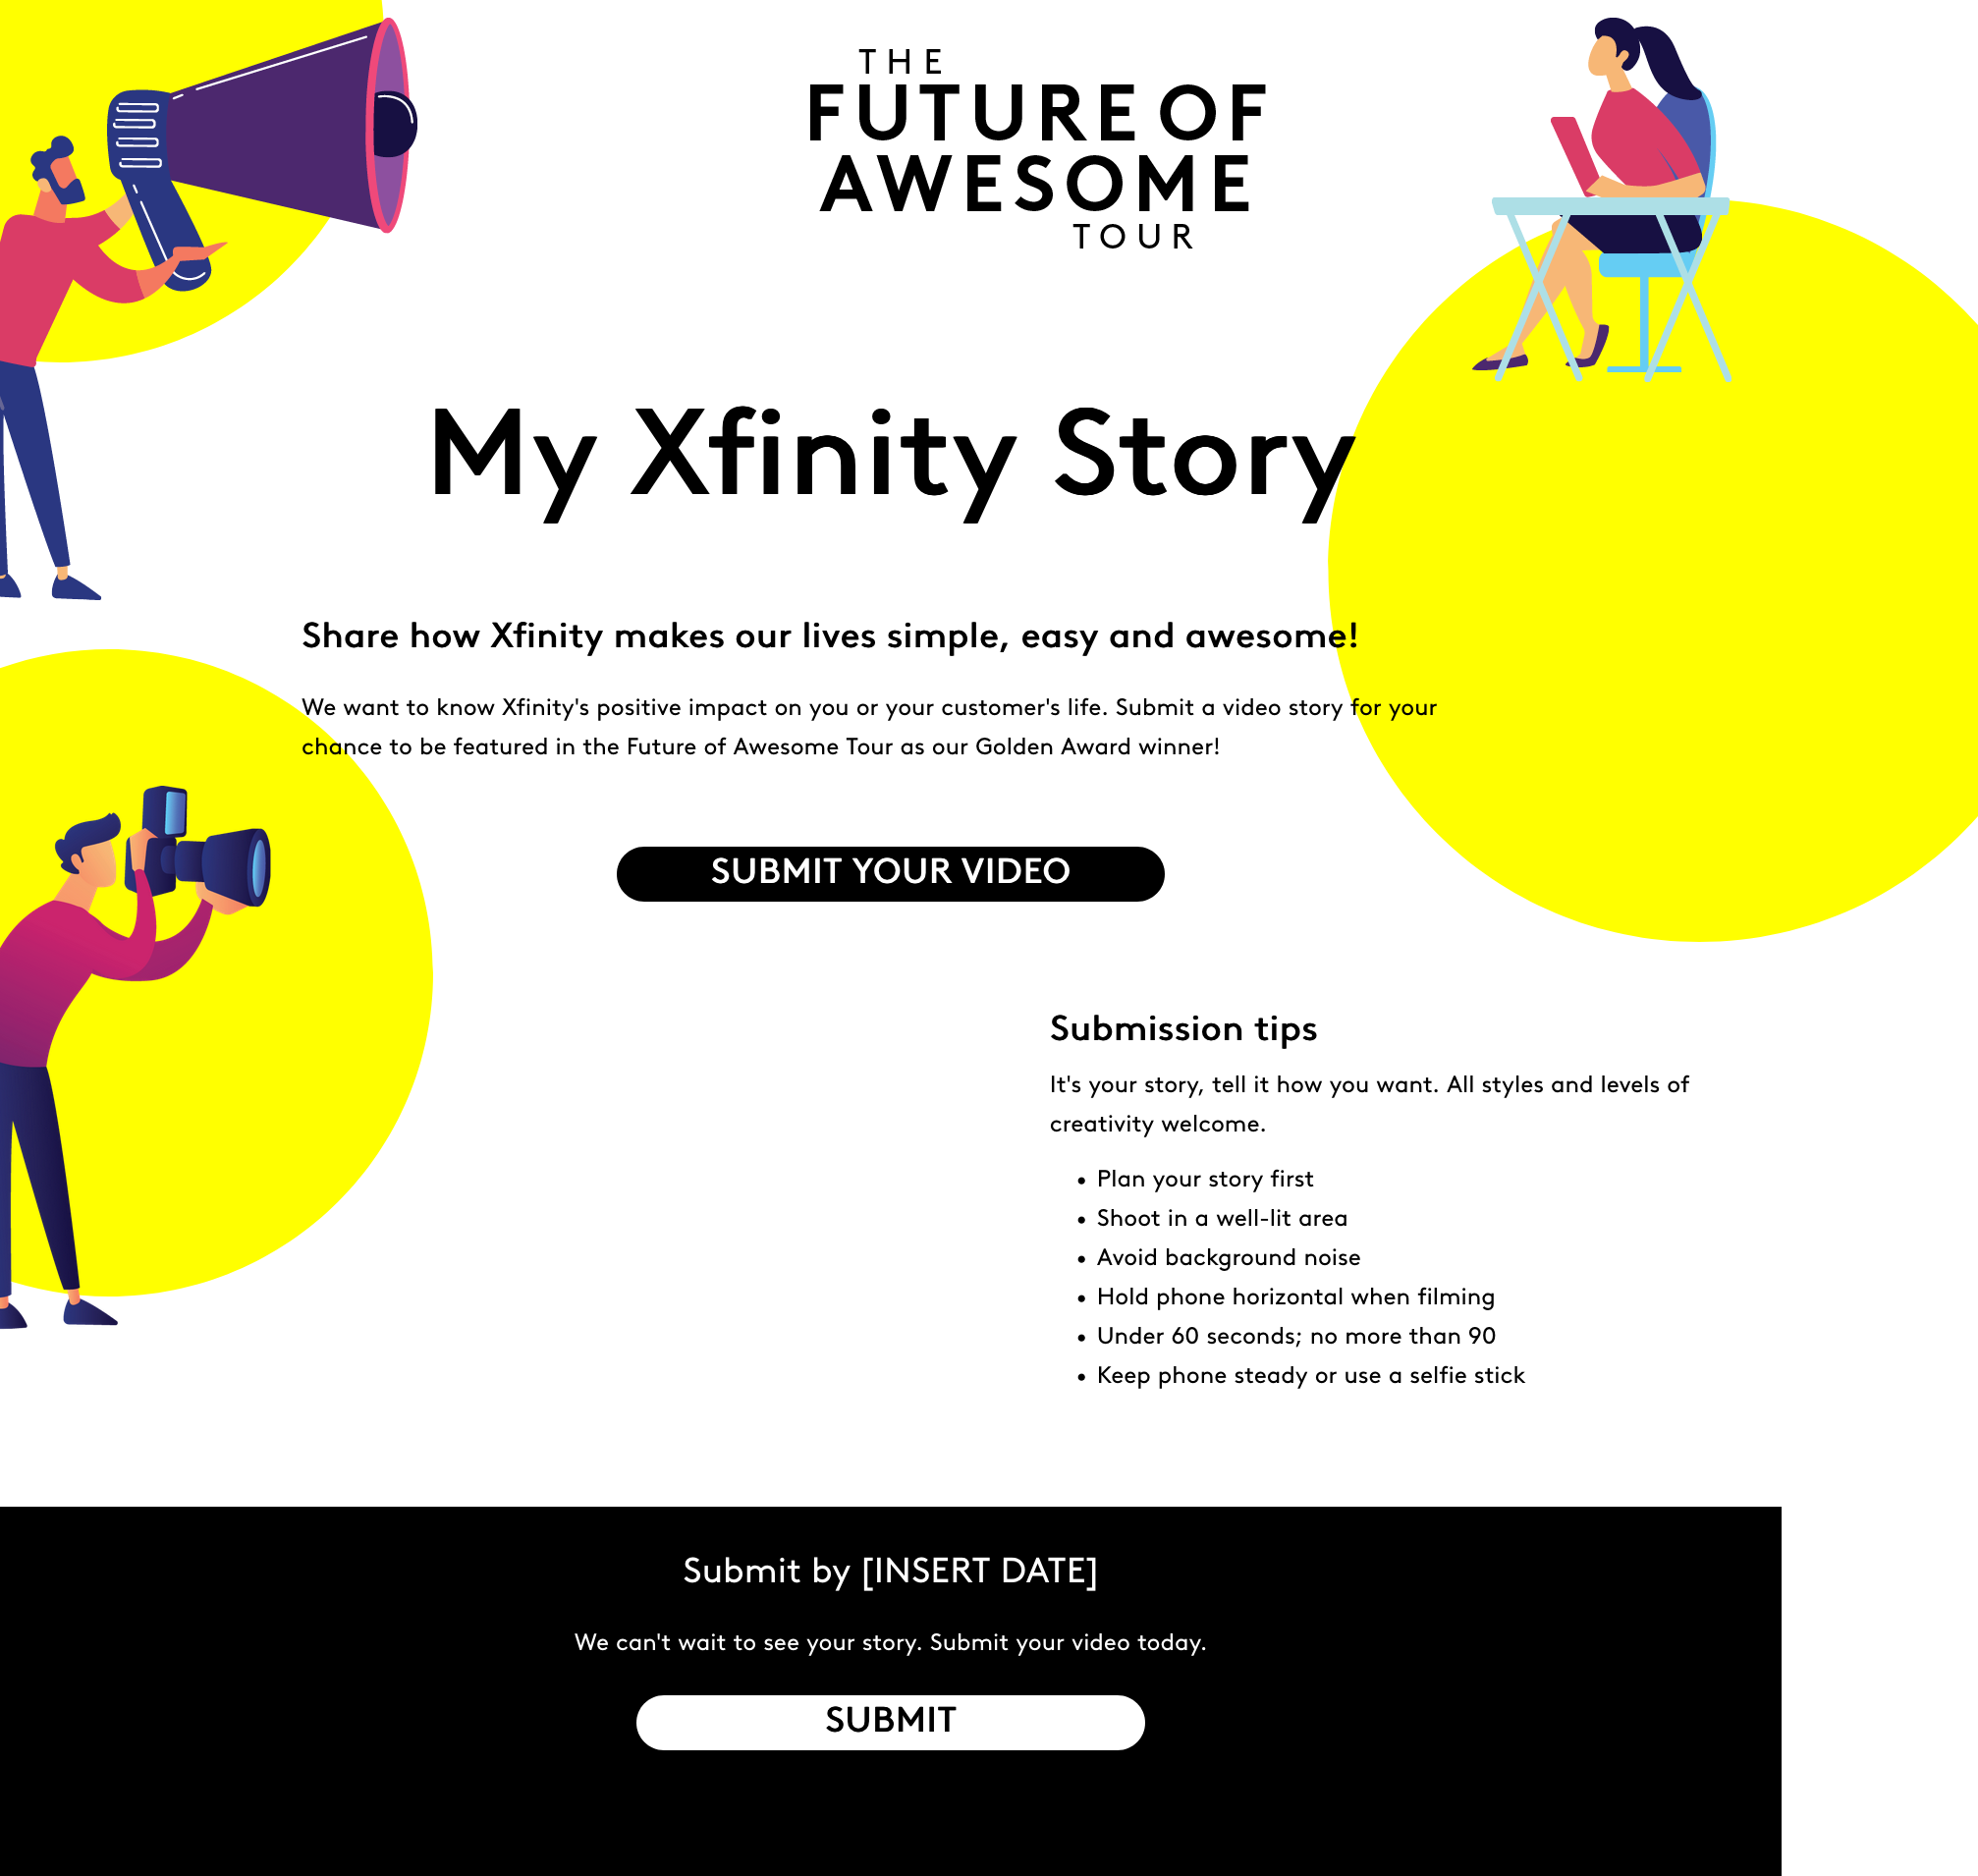 THE
FUTURE OF
AWESOME
TOUR
My Xfinity Story
Share how Xfinity makes our lives simple, easy and awesome!
We want to know Xfinity's positive impact on you or your customer's life. Submit a video story for your
chance to be featured in the Future of Awesome Tour as our Golden Award winner!
SUBMIT YOUR VIDEO
Submission tips
It's your story, tell it how you want. All styles and levels of
creativity welcome.
• Plan your story first
• Shoot in a well-lit area
• Avoid background noise
• Hold phone horizontal when filming
• Under 60 seconds; no more than 90
• Keep phone steady or use a selfie stick
Submit by [INSERT DATE]
We can't wait to see your story. Submit your video today.
SUBMIT